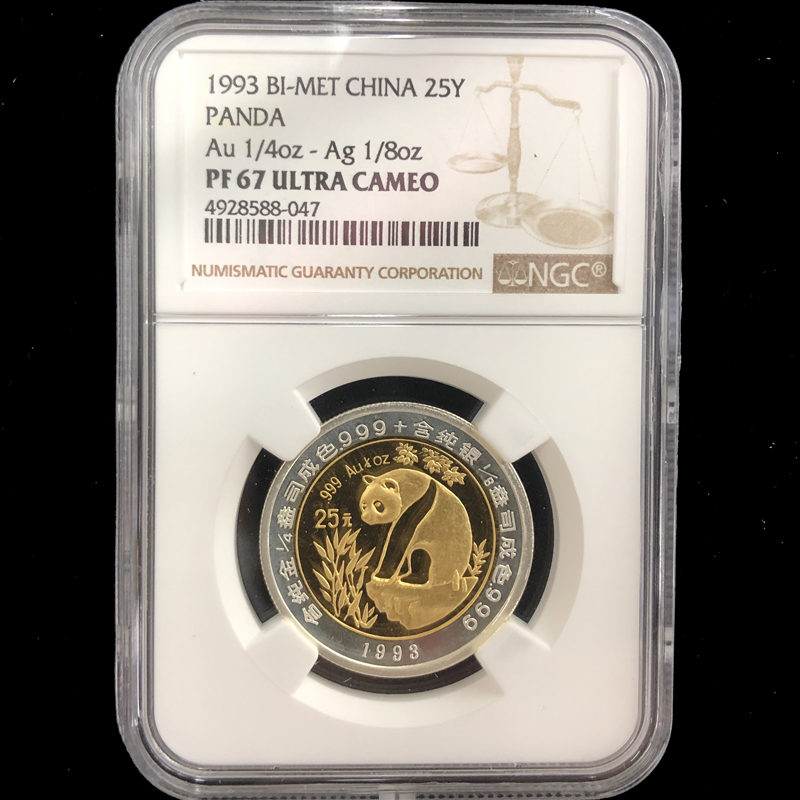 1993 BI-MET CHINA 25Y
PANDA
Au 1/4oz - Ag 1/8oz
PF 67 ULTRA CAMEO
4928588-047
NUMISMATIC GUARANTY CORPORATION
NGC®
含纯金1/4盎司成色.999+含纯银1/8盎司成色.999
.999 Au¼oz
25元
1993